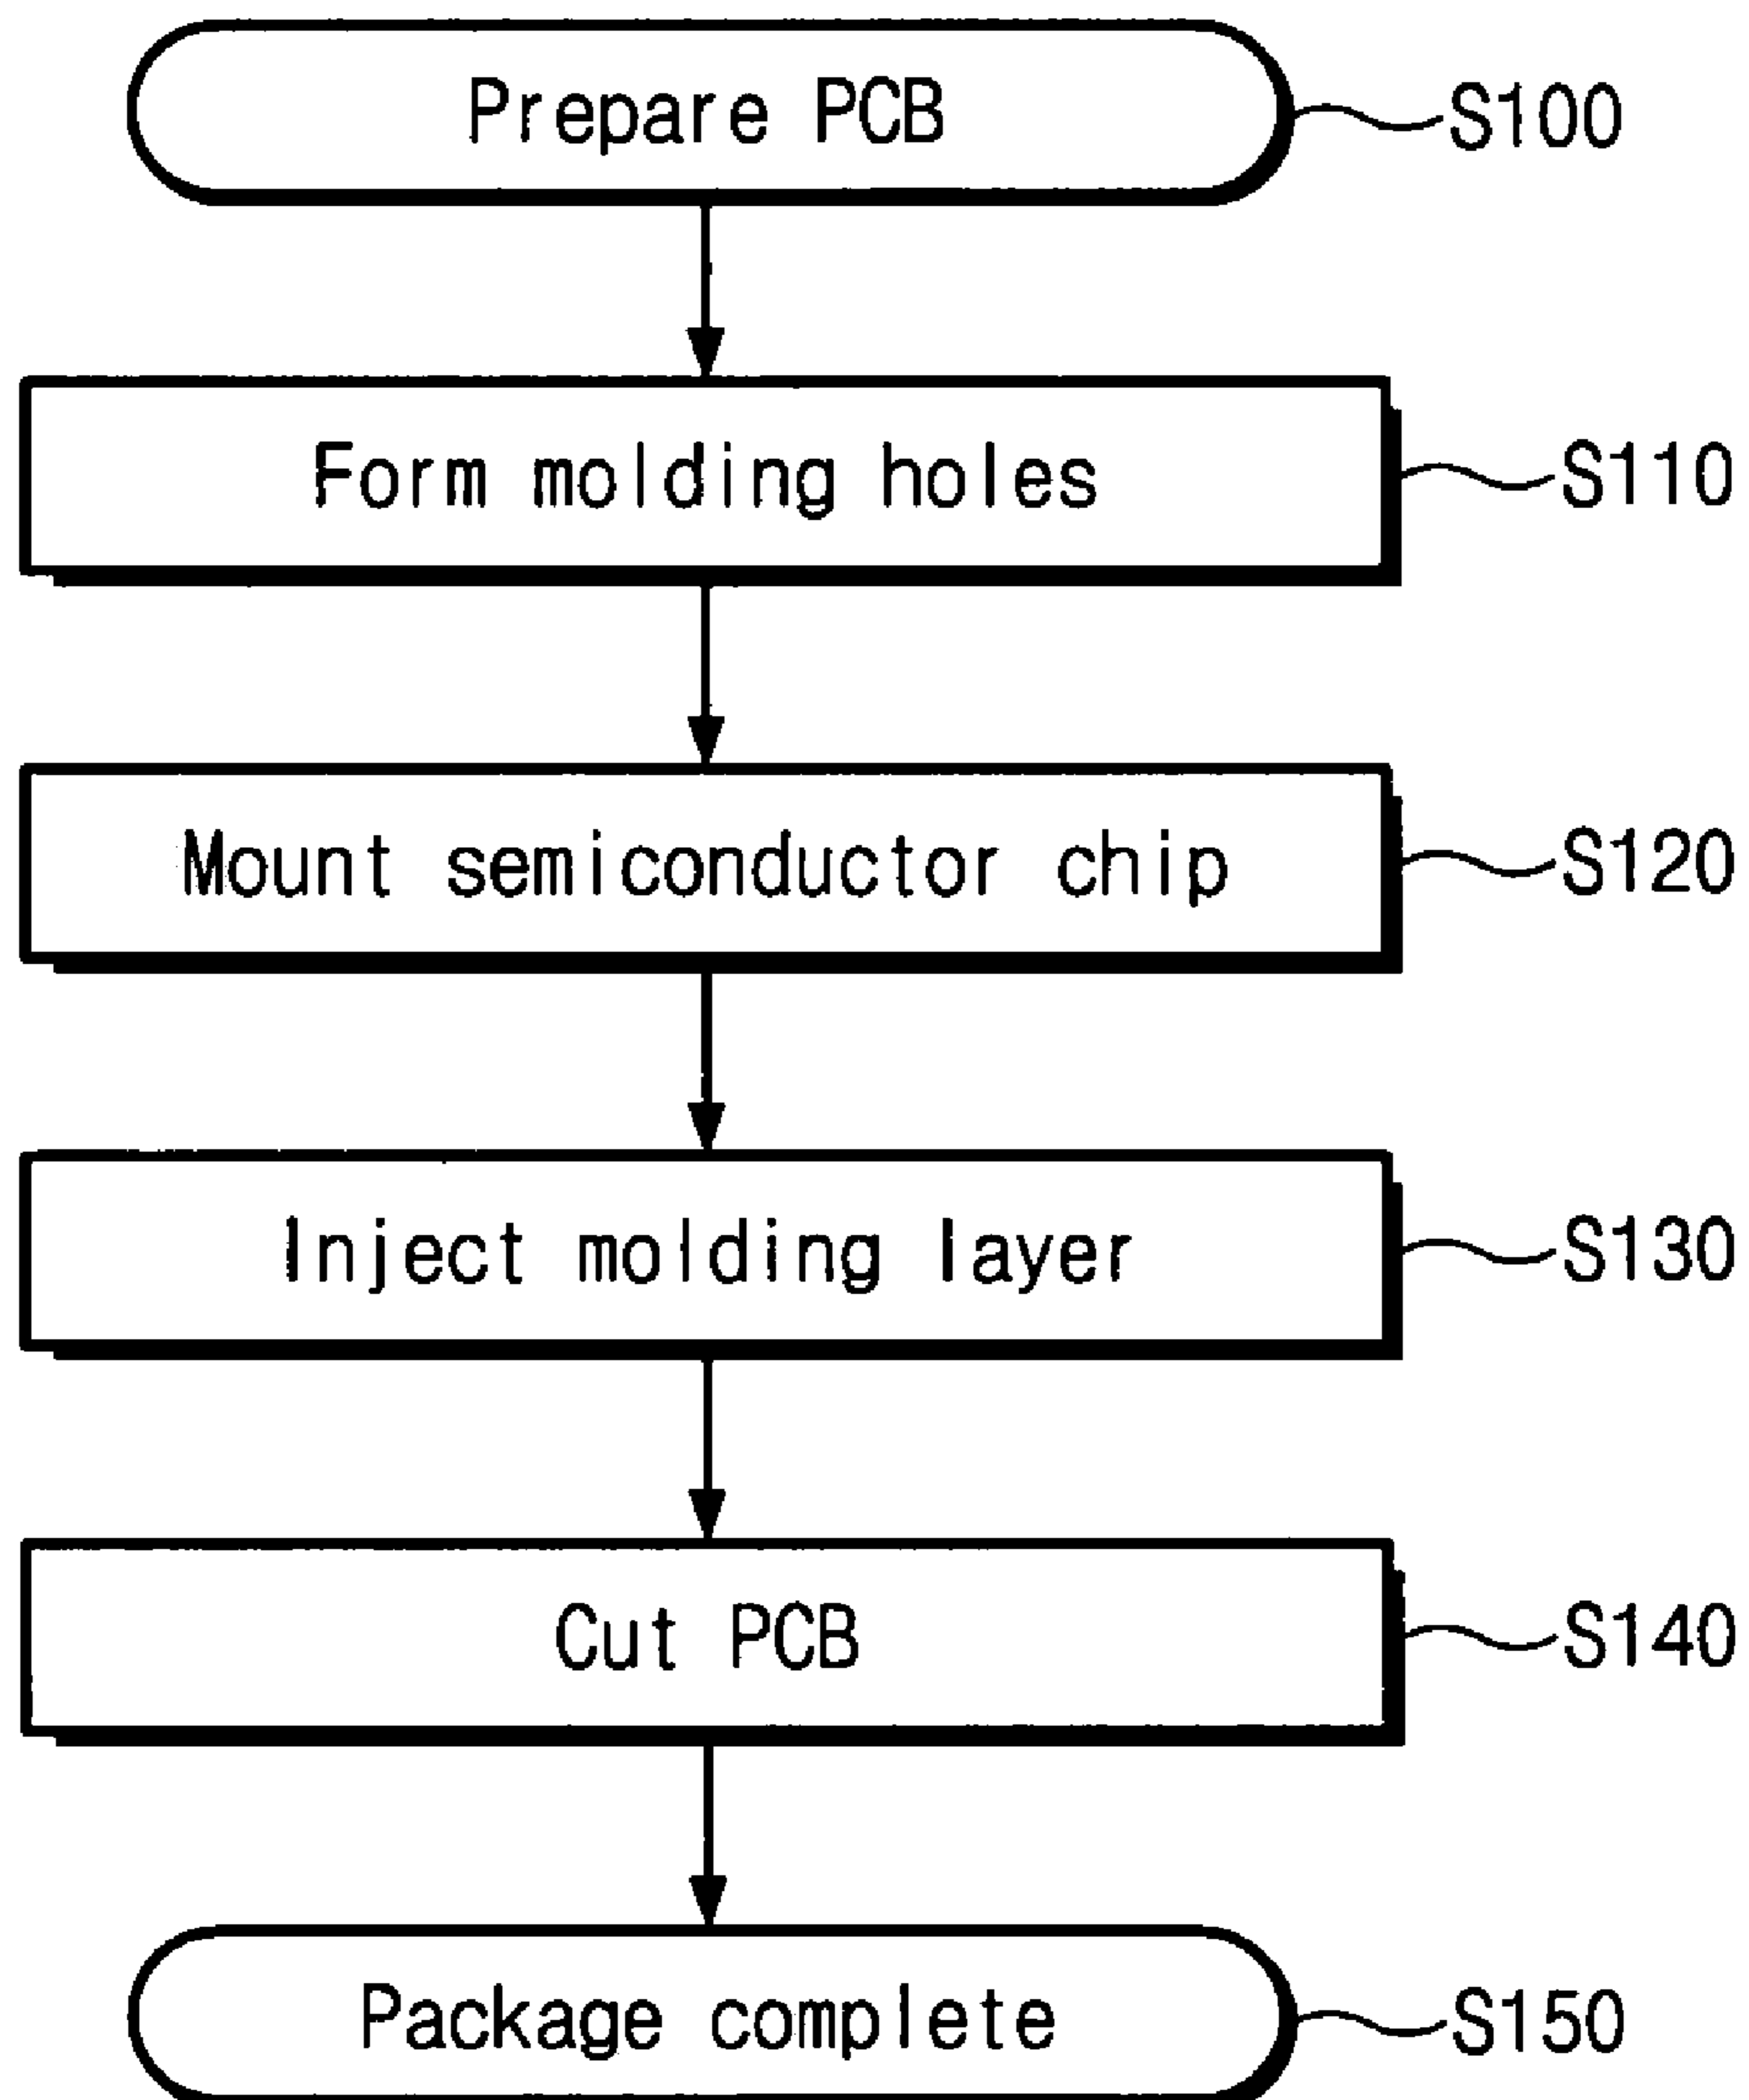 Prepare PCB S100
Form molding holes S110
Mount semiconductor chip S120
Inject molding layer S130
Cut PCB S140
Package complete S150